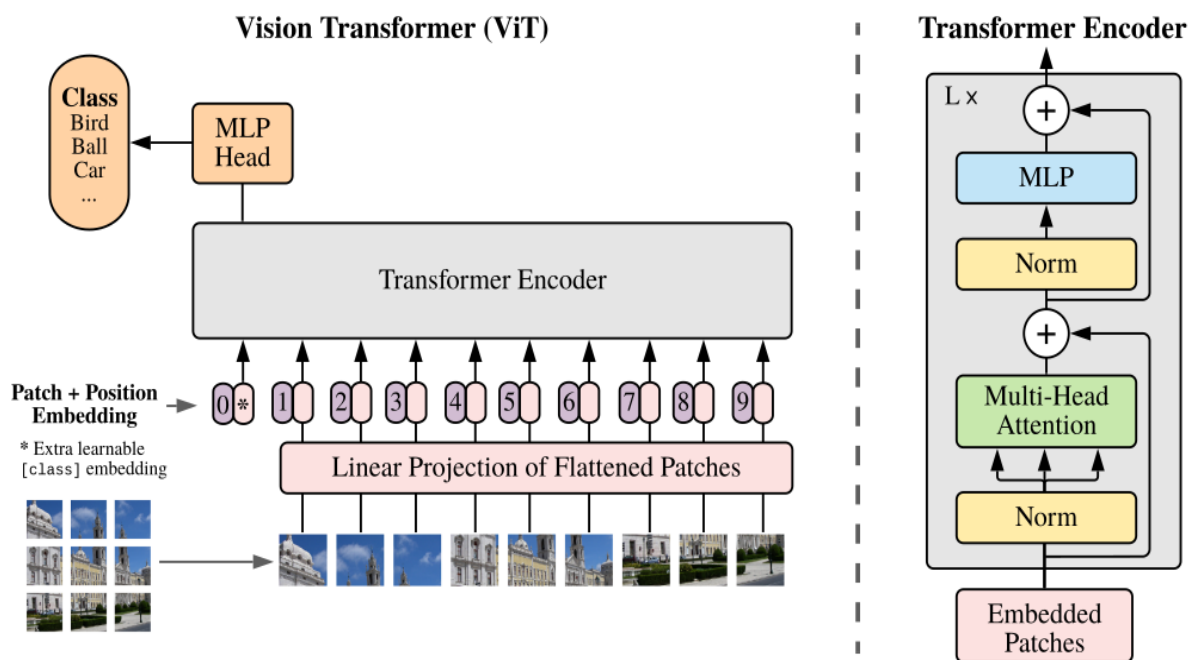 Vision Transformer (ViT)
Class
Bird
Ball
Car
...
MLP
Head
Transformer Encoder
Patch + Position
Embedding
0 * 1 2 3 4 5 6 7 8 9
* Extra learnable
[class] embedding
Linear Projection of Flattened Patches
Transformer Encoder
L x
+
MLP
Norm
+
Multi-Head
Attention
Norm
Embedded
Patches